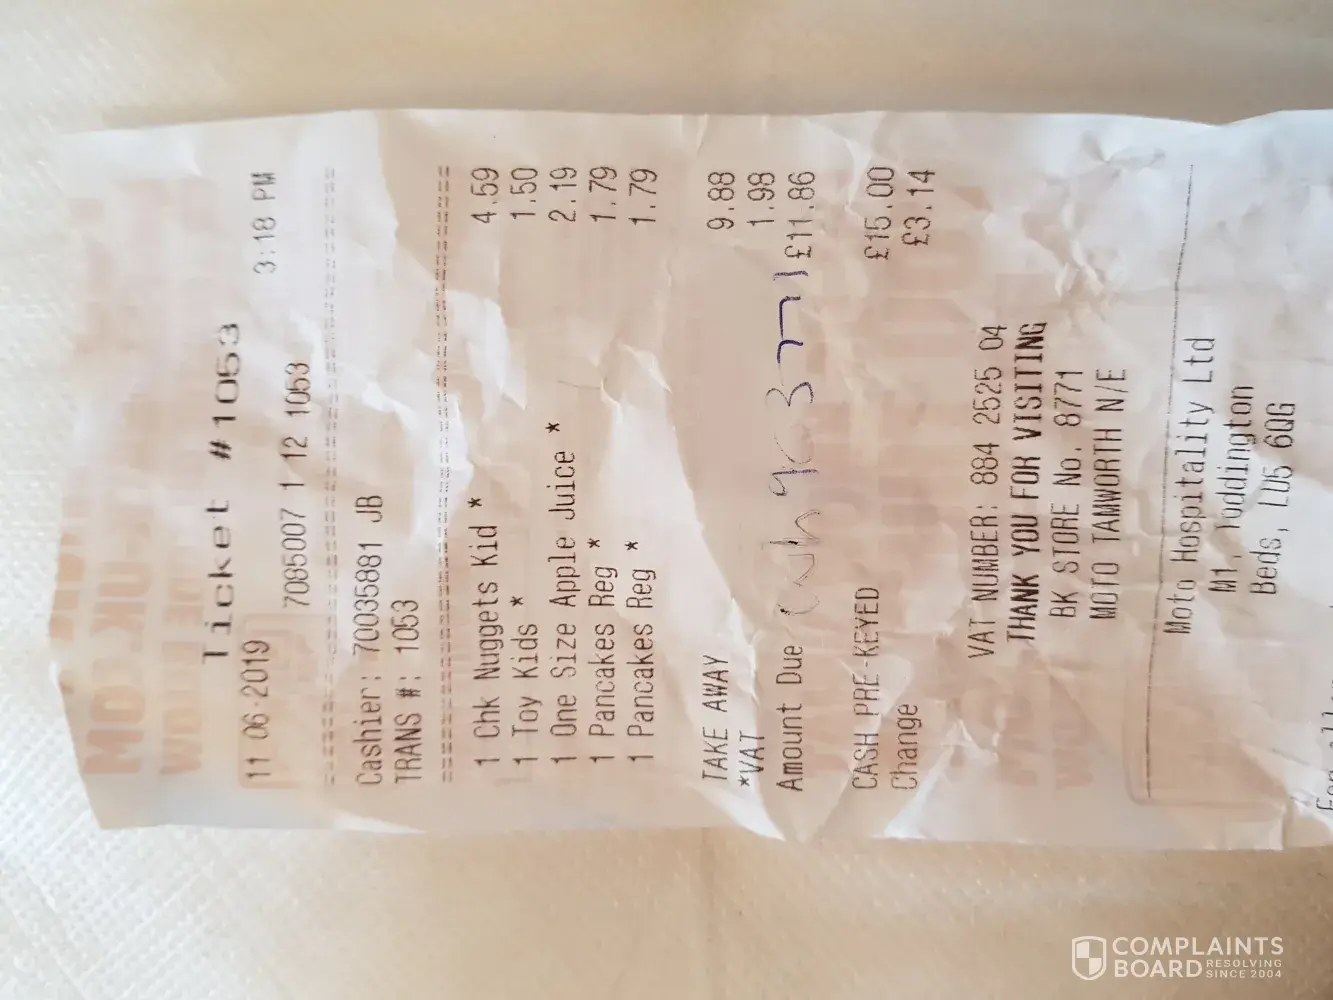 Ticket #1053
11 06-2019 3:18 PM
7085007 1 12 1053
Cashier: 70035881 JB
TRANS #: 1053
1 Chk Nuggets Kid * 4.59
1 Toy Kids * 1.50
1 One Size Apple Juice * 2.19
1 Pancakes Reg * 1.79
1 Pancakes Reg * 1.79
TAKE AWAY 9.88
*VAT 1.98
Amount Due £11.86
CASH PRE-KEYED £15.00
Change £3.14
VAT NUMBER: 884 2525 04
THANK YOU FOR VISITING
BK STORE No. 8771
MOTO TAMWORTH N/E
Moto Hospitality Ltd
M1, Toddington
Beds, LU5 6QG
COMPLAINTS
BOARD RESOLVING
SINCE 2004